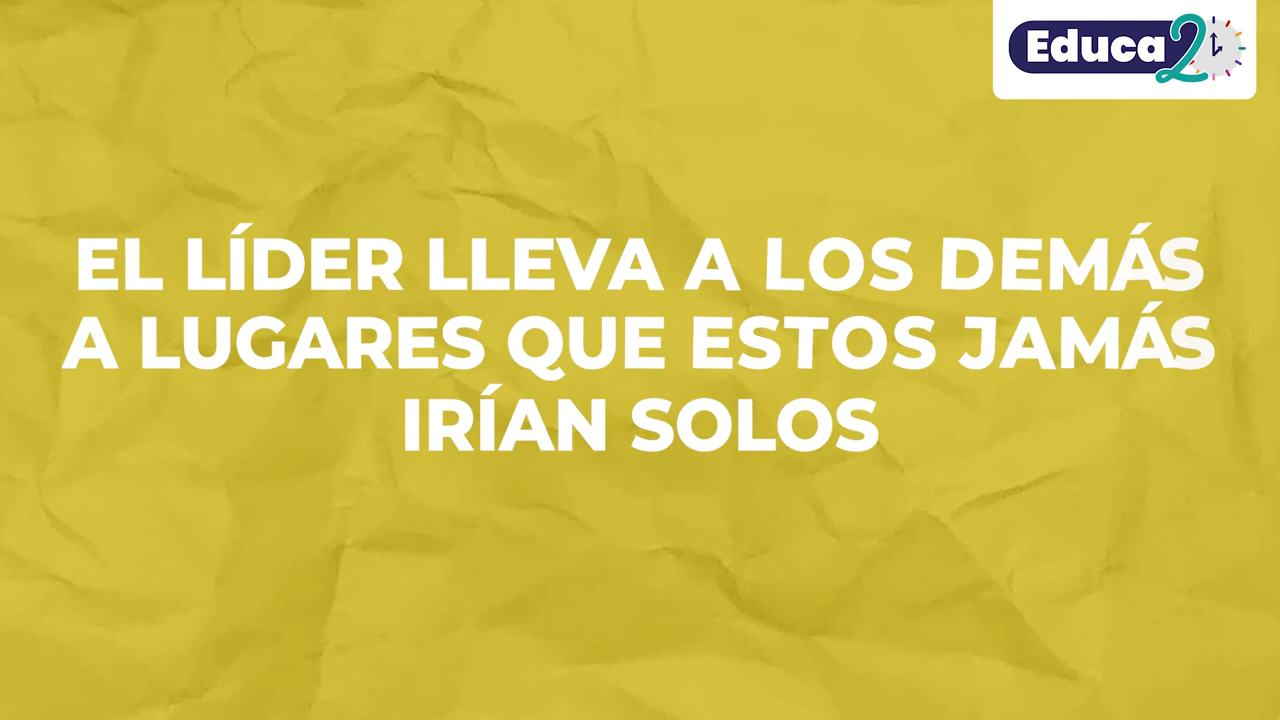 Educa2
EL LÍDER LLEVA A LOS DEMÁS
A LUGARES QUE ESTOS JAMÁS
IRÍAN SOLOS